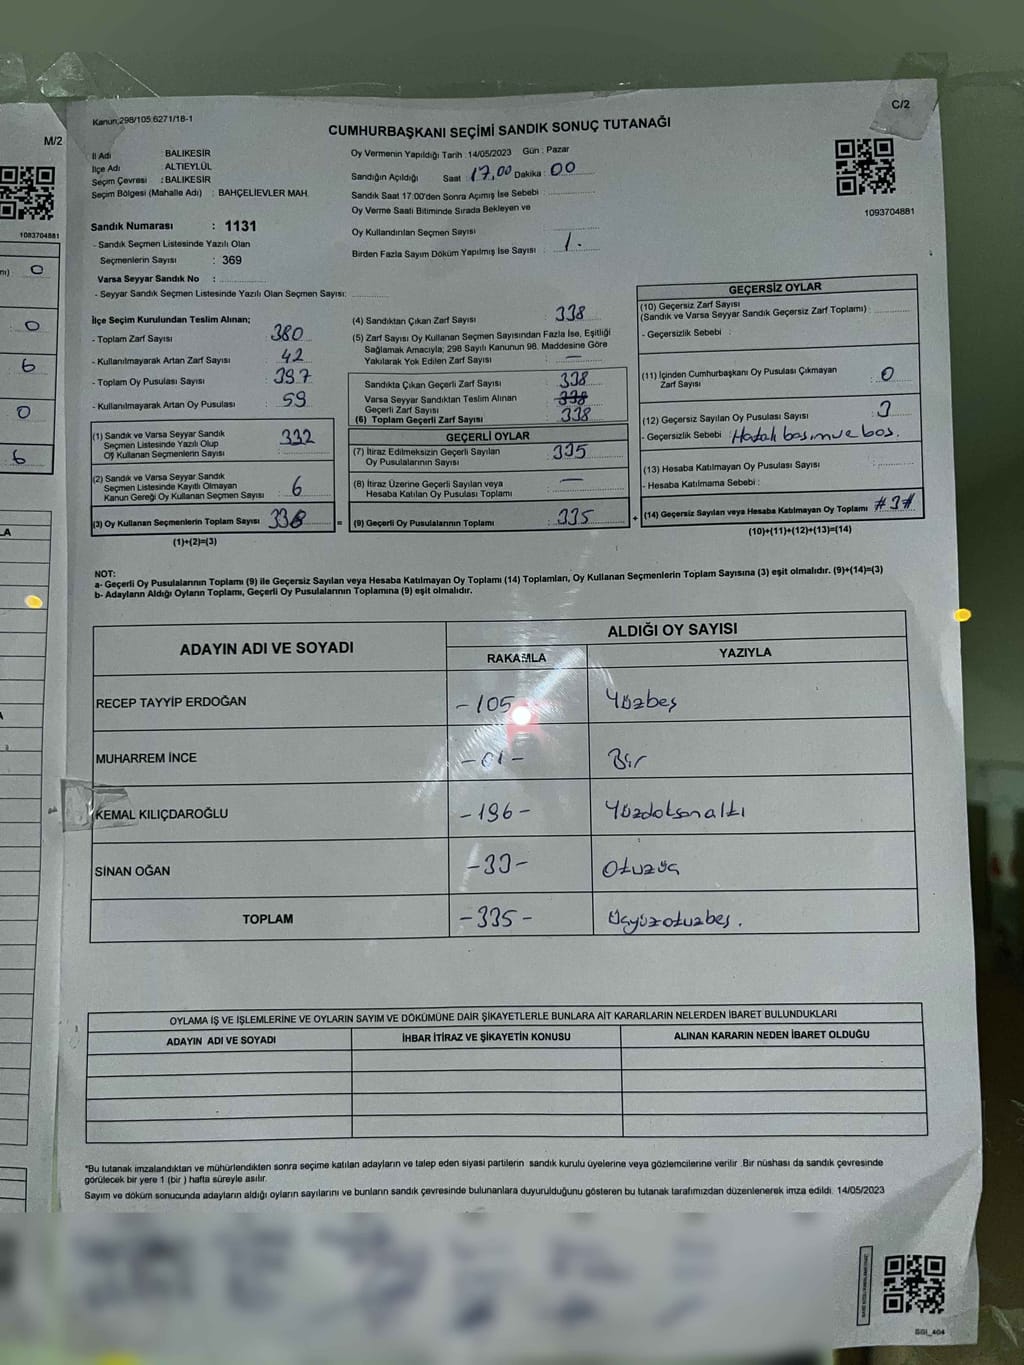 Kanun;298/105;6271/18-1
C/2
M/2
CUMHURBAŞKANI SEÇİMİ SANDIK SONUÇ TUTANAĞI
1093704881
1093704881
İl Adı : BALIKESİR
İlçe Adı : ALTIEYLÜL
Seçim Çevresi : BALIKESİR
Seçim Bölgesi (Mahalle Adı) : BAHÇELİEVLER MAH.
Sandık Numarası : 1131
- Sandık Seçmen Listesinde Yazılı Olan
Seçmenlerin Sayısı : 369
Varsa Seyyar Sandık No :
- Seyyar Sandık Seçmen Listesinde Yazılı Olan Seçmen Sayısı:
Oy Vermenin Yapıldığı Tarih : 14/05/2023 Gün : Pazar
Sandığın Açıldığı Saat : 17,00 Dakika : 00
Sandık Saat 17:00'den Sonra Açımış İse Sebebi :
Oy Verme Saati Bitiminde Sırada Bekleyen ve
Oy Kullandırılan Seçmen Sayısı :
Birden Fazla Sayım Döküm Yapılmış İse Sayısı : 1.
İlçe Seçim Kurulundan Teslim Alınan;
- Toplam Zarf Sayısı : 380
- Kullanılmayarak Artan Zarf Sayısı : 42
- Toplam Oy Pusulası Sayısı : 397
- Kullanılmayarak Artan Oy Pusulası : 59
(1) Sandık ve Varsa Seyyar Sandık
Seçmen Listesinde Yazılı Olup
Oy Kullanan Seçmenlerin Sayısı : 332
(2) Sandık ve Varsa Seyyar Sandık
Seçmen Listesinde Kayıtlı Olmayan
Kanun Gereği Oy Kullanan Seçmen Sayısı : 6
(3) Oy Kullanan Seçmenlerin Toplam Sayısı : 338
(1)+(2)=(3)
(4) Sandıktan Çıkan Zarf Sayısı : 338
(5) Zarf Sayısı Oy Kullanan Seçmen Sayısından Fazla İse, Eşitliği
Sağlamak Amacıyla; 298 Sayılı Kanunun 98. Maddesine Göre
Yakılarak Yok Edilen Zarf Sayısı : —
Sandıkta Çıkan Geçerli Zarf Sayısı : 338
Varsa Seyyar Sandıktan Teslim Alınan
Geçerli Zarf Sayısı : 338
(6) Toplam Geçerli Zarf Sayısı : 338
GEÇERLİ OYLAR
(7) İtiraz Edilmeksizin Geçerli Sayılan
Oy Pusulalarının Sayısı : 335
(8) İtiraz Üzerine Geçerli Sayılan veya
Hesaba Katılan Oy Pusulası Toplamı : —
= (9) Geçerli Oy Pusulalarının Toplamı : 335 +
GEÇERSİZ OYLAR
(10) Geçersiz Zarf Sayısı
(Sandık ve Varsa Seyyar Sandık Geçersiz Zarf Toplamı) :
- Geçersizlik Sebebi :
(11) İçinden Cumhurbaşkanı Oy Pusulası Çıkmayan
Zarf Sayısı : 0
(12) Geçersiz Sayılan Oy Pusulası Sayısı : 3
- Geçersizlik Sebebi : Hatalı basım ve boş.
(13) Hesaba Katılmayan Oy Pusulası Sayısı :
- Hesaba Katılmama Sebebi :
(14) Geçersiz Sayılan veya Hesaba Katılmayan Oy Toplamı : #3#
(10)+(11)+(12)+(13)=(14)
NOT:
a- Geçerli Oy Pusulalarının Toplamı (9) ile Geçersiz Sayılan veya Hesaba Katılmayan Oy Toplamı (14) Toplamları, Oy Kullanan Seçmenlerin Toplam Sayısına (3) eşit olmalıdır. (9)+(14)=(3)
b- Adayların Aldığı Oyların Toplamı, Geçerli Oy Pusulalarının Toplamına (9) eşit olmalıdır.
ADAYIN ADI VE SOYADI
ALDIĞI OY SAYISI
RAKAMLA
YAZIYLA
RECEP TAYYİP ERDOĞAN - 105 Yüzbeş
MUHARREM İNCE - 01 - Bir
KEMAL KILIÇDAROĞLU - 196 - Yüzdoksanaltı
SİNAN OĞAN - 33 - Otuzüç
TOPLAM - 335 - Üçyüzotuzbeş.
OYLAMA İŞ VE İŞLEMLERİNE VE OYLARIN SAYIM VE DÖKÜMÜNE DAİR ŞİKAYETLERLE BUNLARA AİT KARARLARIN NELERDEN İBARET BULUNDUKLARI
ADAYIN ADI VE SOYADI
İHBAR İTİRAZ VE ŞİKAYETİN KONUSU
ALINAN KARARIN NEDEN İBARET OLDUĞU
*Bu tutanak imzalandıktan ve mühürlendikten sonra seçime katılan adayların ve talep eden siyasi partilerin sandık kurulu üyelerine veya gözlemcilerine verilir .Bir nüshası da sandık çevresinde
görülecek bir yere 1 (bir ) hafta süreyle asılır.
Sayım ve döküm sonucunda adayların aldığı oyların sayılarını ve bunların sandık çevresinde bulunanlara duyurulduğunu gösteren bu tutanak tarafımızdan düzenlenerek imza edildi. 14/05/2023
0
0
6
0
6